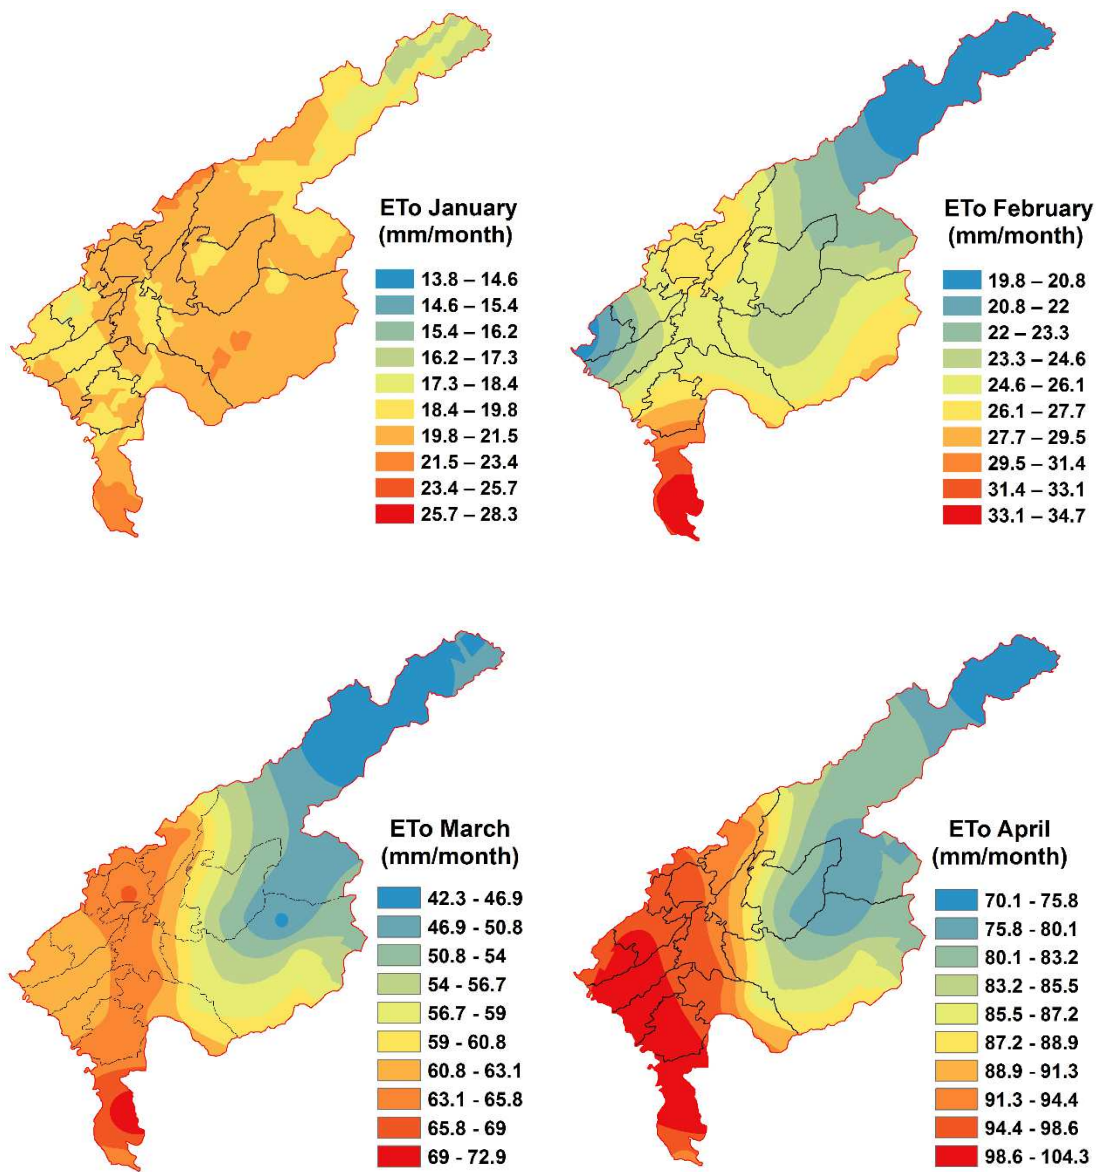 ETo January
(mm/month)
13.8 – 14.6
14.6 – 15.4
15.4 – 16.2
16.2 – 17.3
17.3 – 18.4
18.4 – 19.8
19.8 – 21.5
21.5 – 23.4
23.4 – 25.7
25.7 – 28.3
ETo February
(mm/month)
19.8 – 20.8
20.8 – 22
22 – 23.3
23.3 – 24.6
24.6 – 26.1
26.1 – 27.7
27.7 – 29.5
29.5 – 31.4
31.4 – 33.1
33.1 – 34.7
ETo March
(mm/month)
42.3 - 46.9
46.9 - 50.8
50.8 - 54
54 - 56.7
56.7 - 59
59 - 60.8
60.8 - 63.1
63.1 - 65.8
65.8 - 69
69 - 72.9
ETo April
(mm/month)
70.1 - 75.8
75.8 - 80.1
80.1 - 83.2
83.2 - 85.5
85.5 - 87.2
87.2 - 88.9
88.9 - 91.3
91.3 - 94.4
94.4 - 98.6
98.6 - 104.3